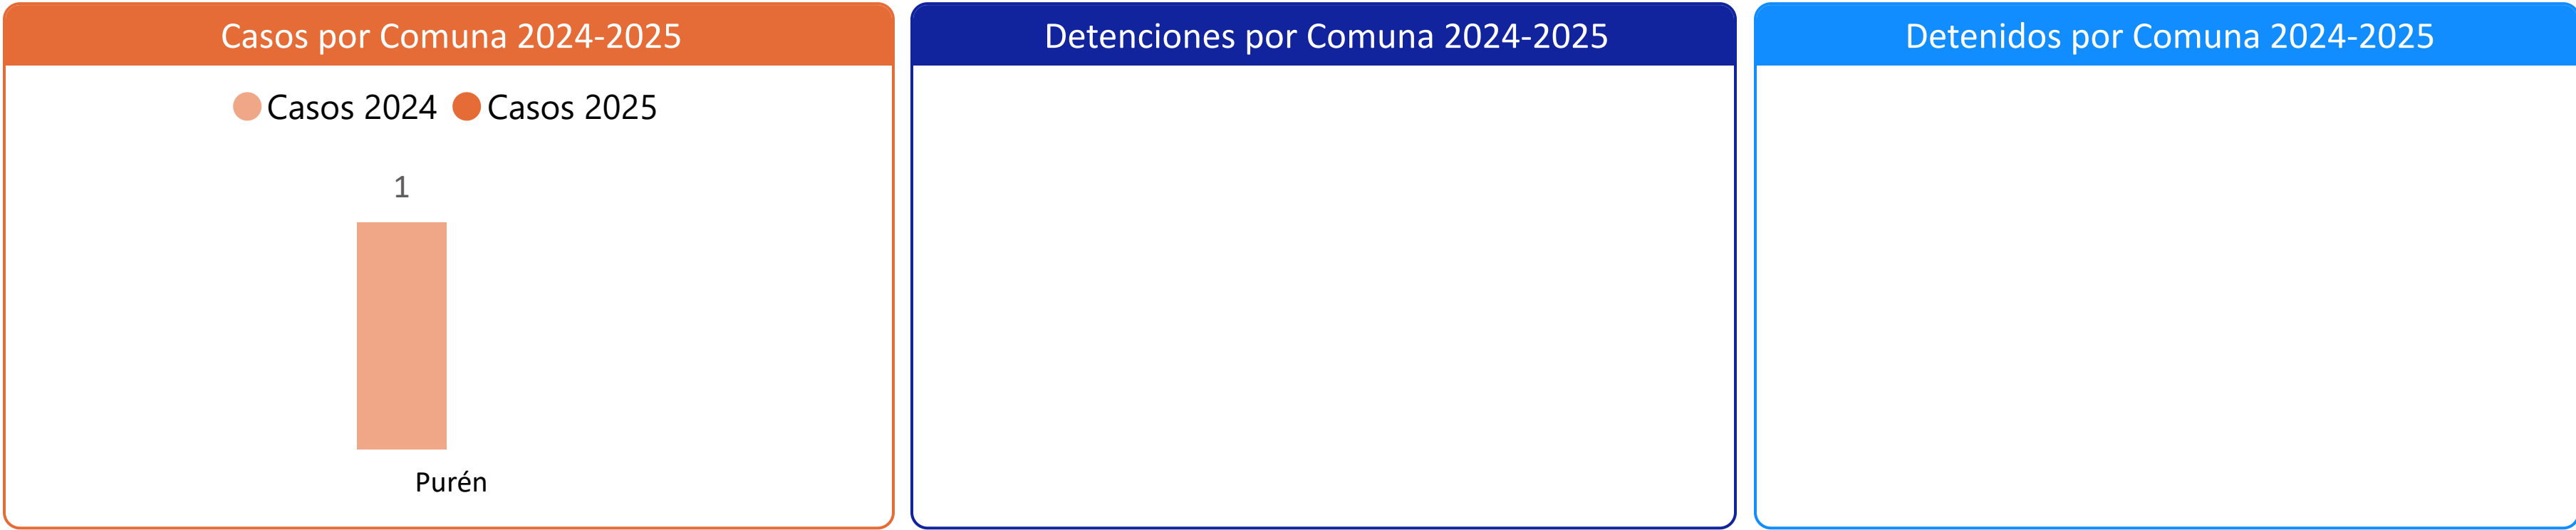 Casos por Comuna 2024-2025
Casos 2024 Casos 2025
1
Purén
Detenciones por Comuna 2024-2025
Detenidos por Comuna 2024-2025